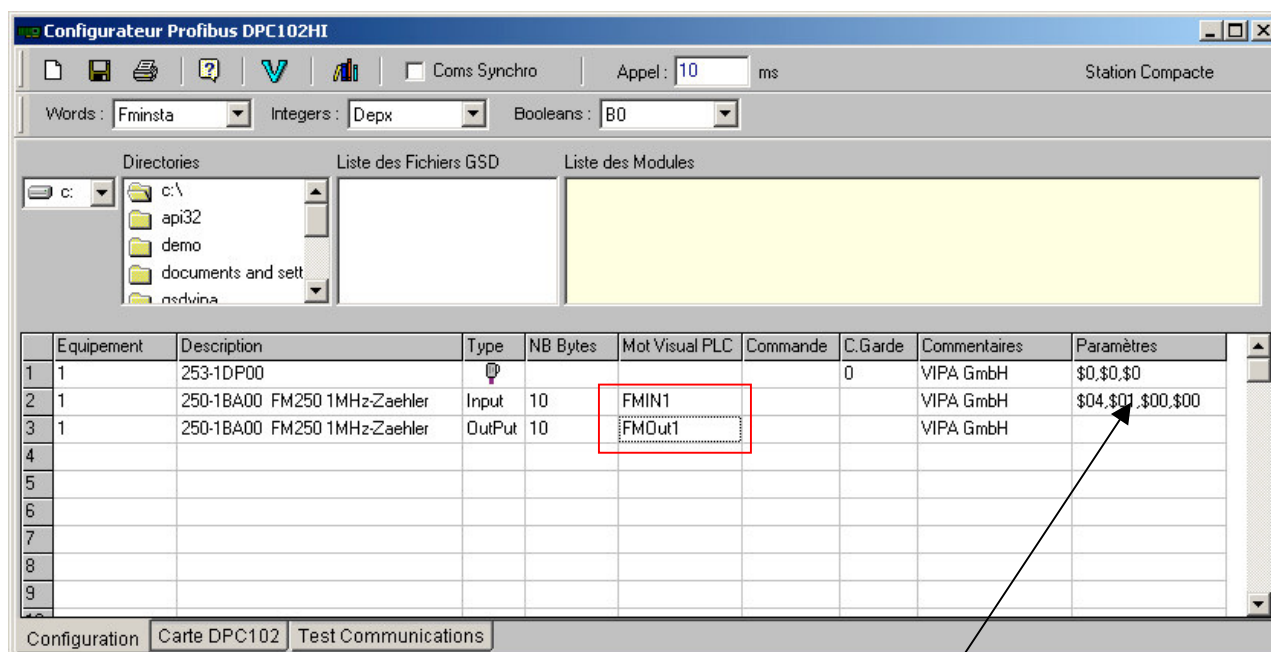 Configurateur Profibus DPC102HI
Coms Synchro Appel : 10 ms Station Compacte
Words : Fminsta Integers : Depx Booleans : B0
Directories Liste des Fichiers GSD Liste des Modules
c: c:\
api32
demo
documents and sett
gsdvipa
Equipement Description Type NB Bytes Mot Visual PLC Commande C.Garde Commentaires Paramètres
1 1 253-1DP00 0 VIPA GmbH $0,$0,$0
2 1 250-1BA00 FM250 1MHz-Zaehler Input 10 FMIN1 VIPA GmbH $04,$01,$00,$00
3 1 250-1BA00 FM250 1MHz-Zaehler OutPut 10 FMOut1 VIPA GmbH
4
5
6
7
8
9
10
Configuration Carte DPC102 Test Communications